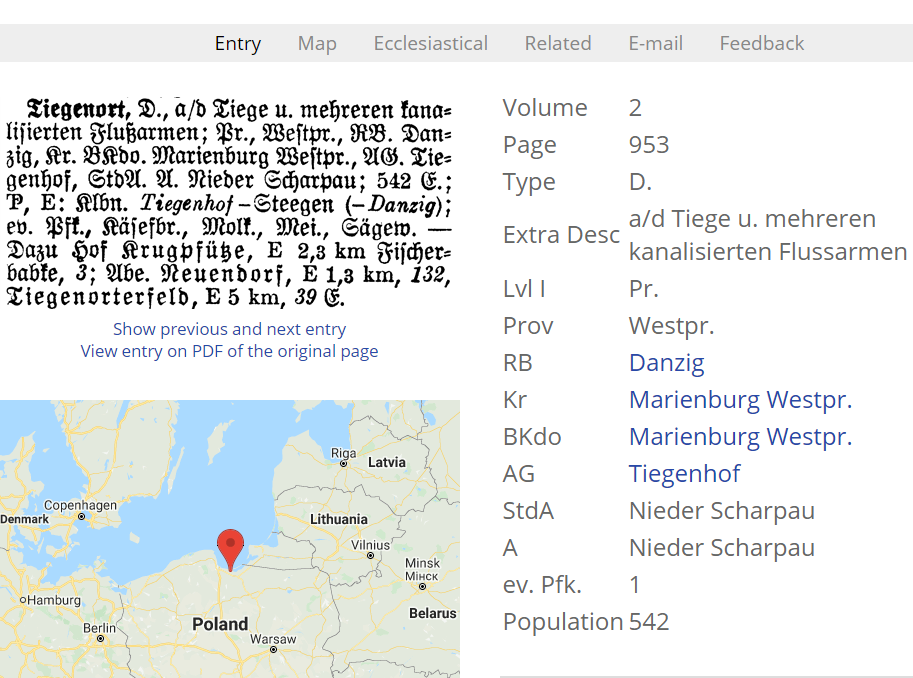 Entry Map Ecclesiastical Related E-mail Feedback
Tiegenort, D., a/d Tiege u. mehreren kana=
lisierten Flußarmen; Pr., Westpr., RB. Dan=
zig, Kr. BKdo. Marienburg Westpr., AG. Tie=
genhof, StdA. A. Nieder Scharpau; 542 E.;
P, E: Klbn. Tiegenhof–Steegen (–Danzig);
ev. Pfk., Käsefbr., Molk., Mei., Sägew. —
Dazu Hof Krugpfütze, E 2,3 km Fischer=
babke, 3; Abe. Neuendorf, E 1,3 km, 132,
Tiegenorterfeld, E 5 km, 39 E.
Show previous and next entry
View entry on PDF of the original page
Volume 2
Page 953
Type D.
Extra Desc a/d Tiege u. mehreren
kanalisierten Flussarmen
Lvl I Pr.
Prov Westpr.
RB Danzig
Kr Marienburg Westpr.
BKdo Marienburg Westpr.
AG Tiegenhof
StdA Nieder Scharpau
A Nieder Scharpau
ev. Pfk. 1
Population 542
Riga
Latvia
Copenhagen
Denmark
Lithuania
Vilnius
Minsk
Мінск
Hamburg
Belarus
Berlin
Poland
Warsaw